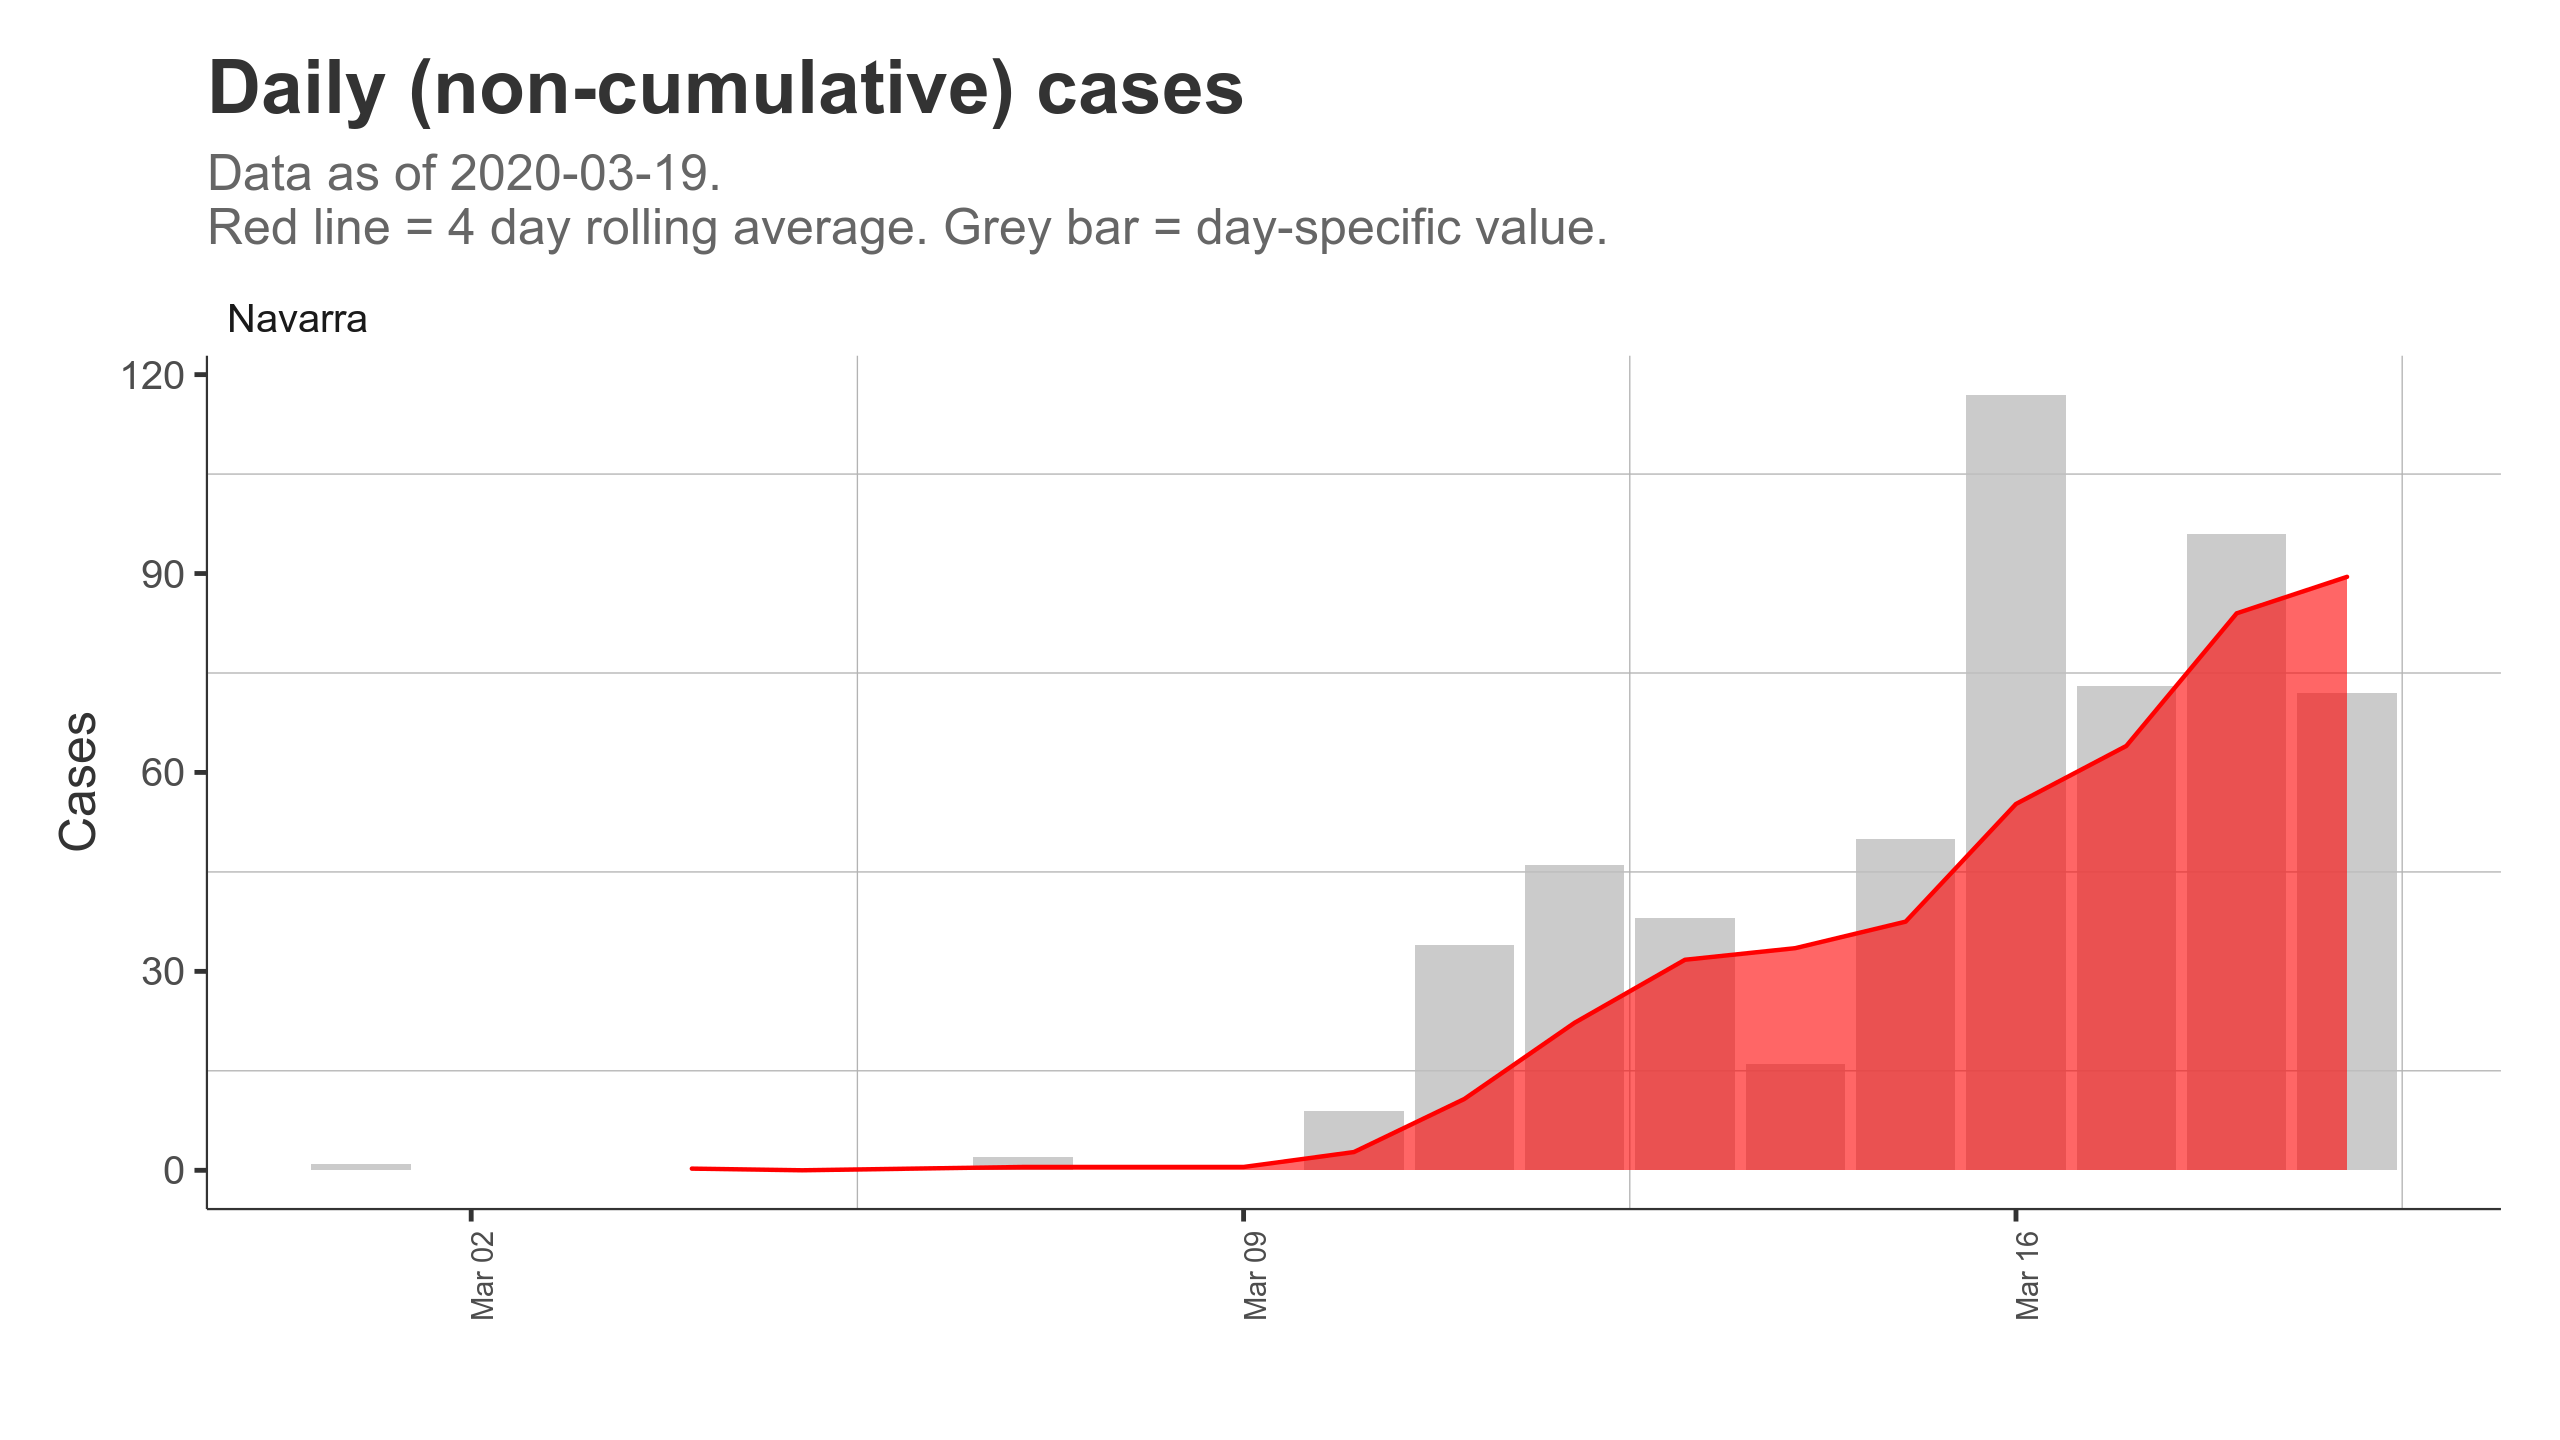 Daily (non-cumulative) cases
Data as of 2020-03-19.
Red line = 4 day rolling average. Grey bar = day-specific value.
Navarra
120
90
60
30
0
Cases
Mar 02
Mar 09
Mar 16